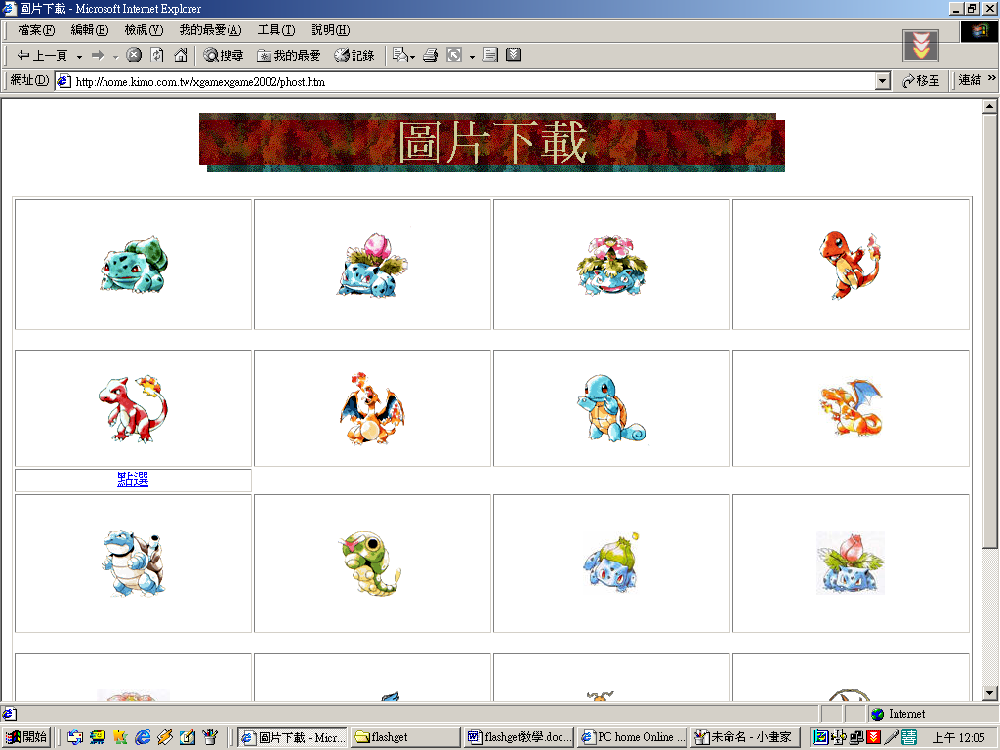 圖片下載 - Microsoft Internet Explorer
檔案(F) 編輯(E) 檢視(V) 我的最愛(A) 工具(T) 說明(H)
上一頁 搜尋 我的最愛 記錄
網址(D) http://home.kimo.com.tw/xgamexgame2002/phost.htm 移至 連結 »
圖片下載
點選
Internet
開始 圖片下載 - Micr... flashget flashget教學.doc... PC home Online ... 未命名 - 小畫家 上午 12:05